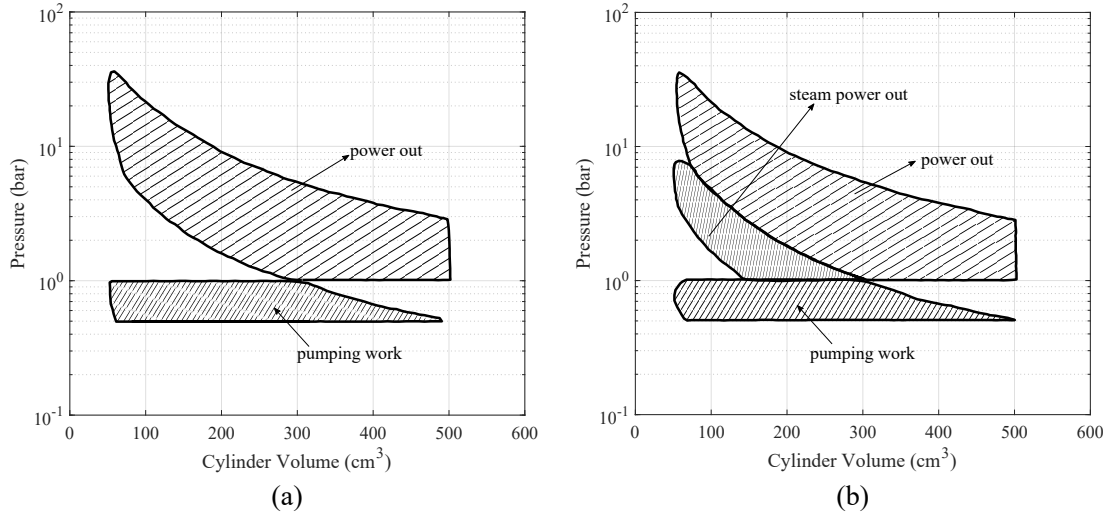 10^2
10^1
10^0
10^-1
Pressure (bar)
power out
pumping work
0
100
200
300
400
500
600
Cylinder Volume (cm^3)
(a)
10^2
10^1
10^0
10^-1
Pressure (bar)
steam power out
power out
pumping work
0
100
200
300
400
500
600
Cylinder Volume (cm^3)
(b)